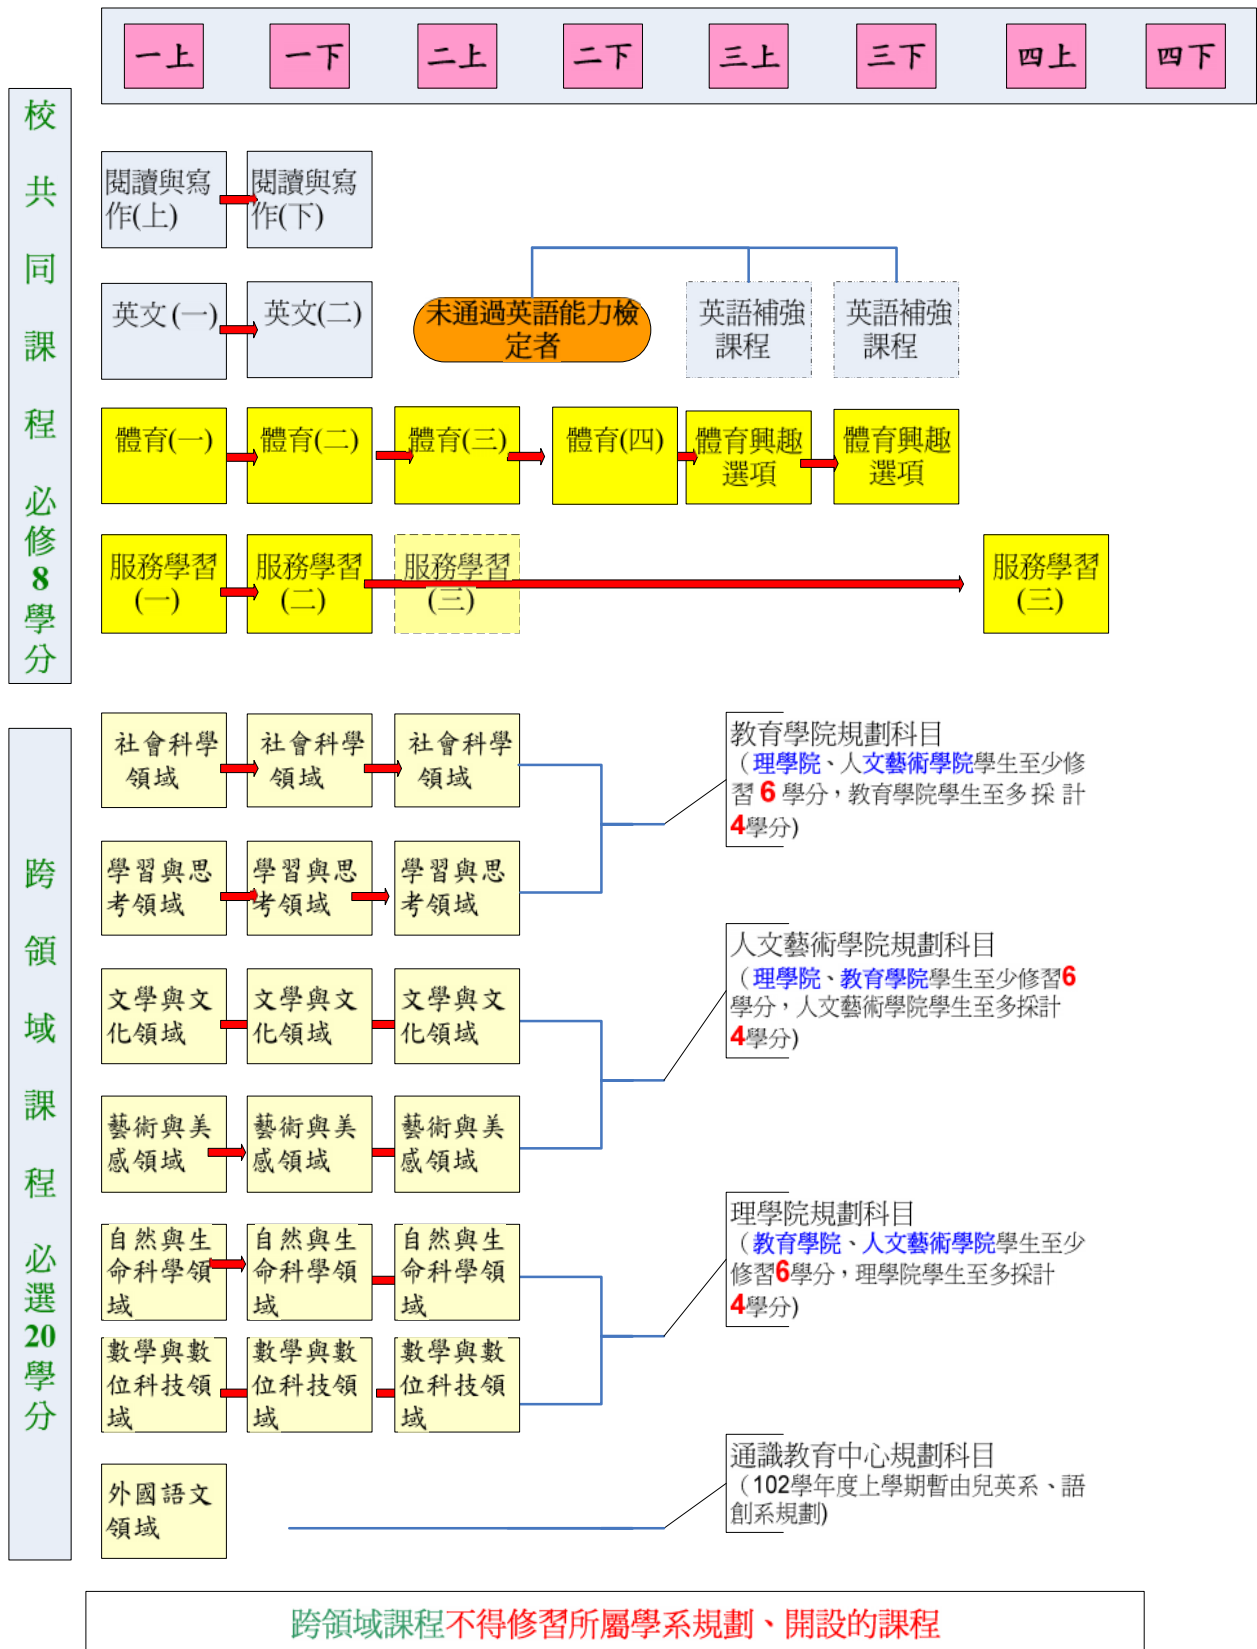 一上
一下
二上
二下
三上
三下
四上
四下
校
共
同
課
程
必
修
8
學
分
閱讀與寫
作(上)
閱讀與寫
作(下)
英文(一)
英文(二)
未通過英語能力檢
定者
英語補強
課程
英語補強
課程
體育(一)
體育(二)
體育(三)
體育(四)
體育興趣
選項
體育興趣
選項
服務學習
(一)
服務學習
(二)
服務學習
(三)
服務學習
(三)
跨
領
域
課
程
必
選
20
學
分
社會科學
領域
社會科學
領域
社會科學
領域
教育學院規劃科目
（理學院、人文藝術學院學生至少修
習 6 學分，教育學院學生至多 採 計
4學分)
學習與思
考領域
學習與思
考領域
學習與思
考領域
文學與文
化領域
文學與文
化領域
文學與文
化領域
人文藝術學院規劃科目
（理學院、教育學院學生至少修習6
學分，人文藝術學院學生至多採計
4學分)
藝術與美
感領域
藝術與美
感領域
藝術與美
感領域
自然與生
命科學領
域
自然與生
命科學領
域
自然與生
命科學領
域
理學院規劃科目
（教育學院、人文藝術學院學生至少
修習6學分，理學院學生至多採計
4學分)
數學與數
位科技領
域
數學與數
位科技領
域
數學與數
位科技領
域
外國語文
領域
通識教育中心規劃科目
（102學年度上學期暫由兒英系、語
創系規劃)
跨領域課程不得修習所屬學系規劃、開設的課程